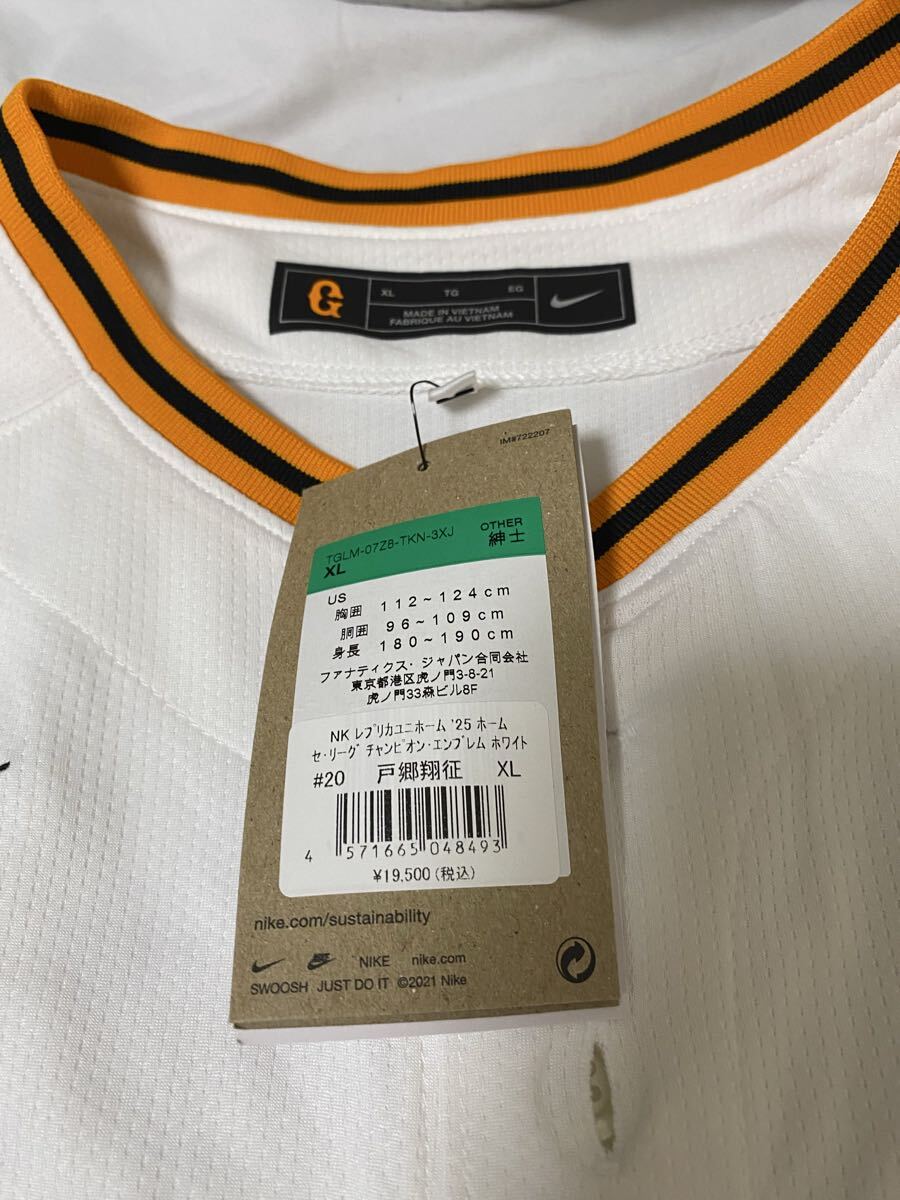 G
XL TG EG
MADE IN VIETNAM
FABRIQUE AU VIETNAM
IM#722207
TGLM-07Z8-TKN-3XJ OTHER
XL 紳士
US
胸囲 112~124cm
胴囲 96~109cm
身長 180~190cm
ファナティクス・ジャパン合同会社
東京都港区虎ノ門3-8-21
虎ノ門33森ビル8F
NK レプリカユニホーム '25 ホーム
セ・リーグ チャンピオン・エンブレム ホワイト
#20 戸郷翔征 XL
4 571665 048493
¥19,500(税込)
nike.com/sustainability
NIKE nike.com
SWOOSH JUST DO IT ©2021 Nike